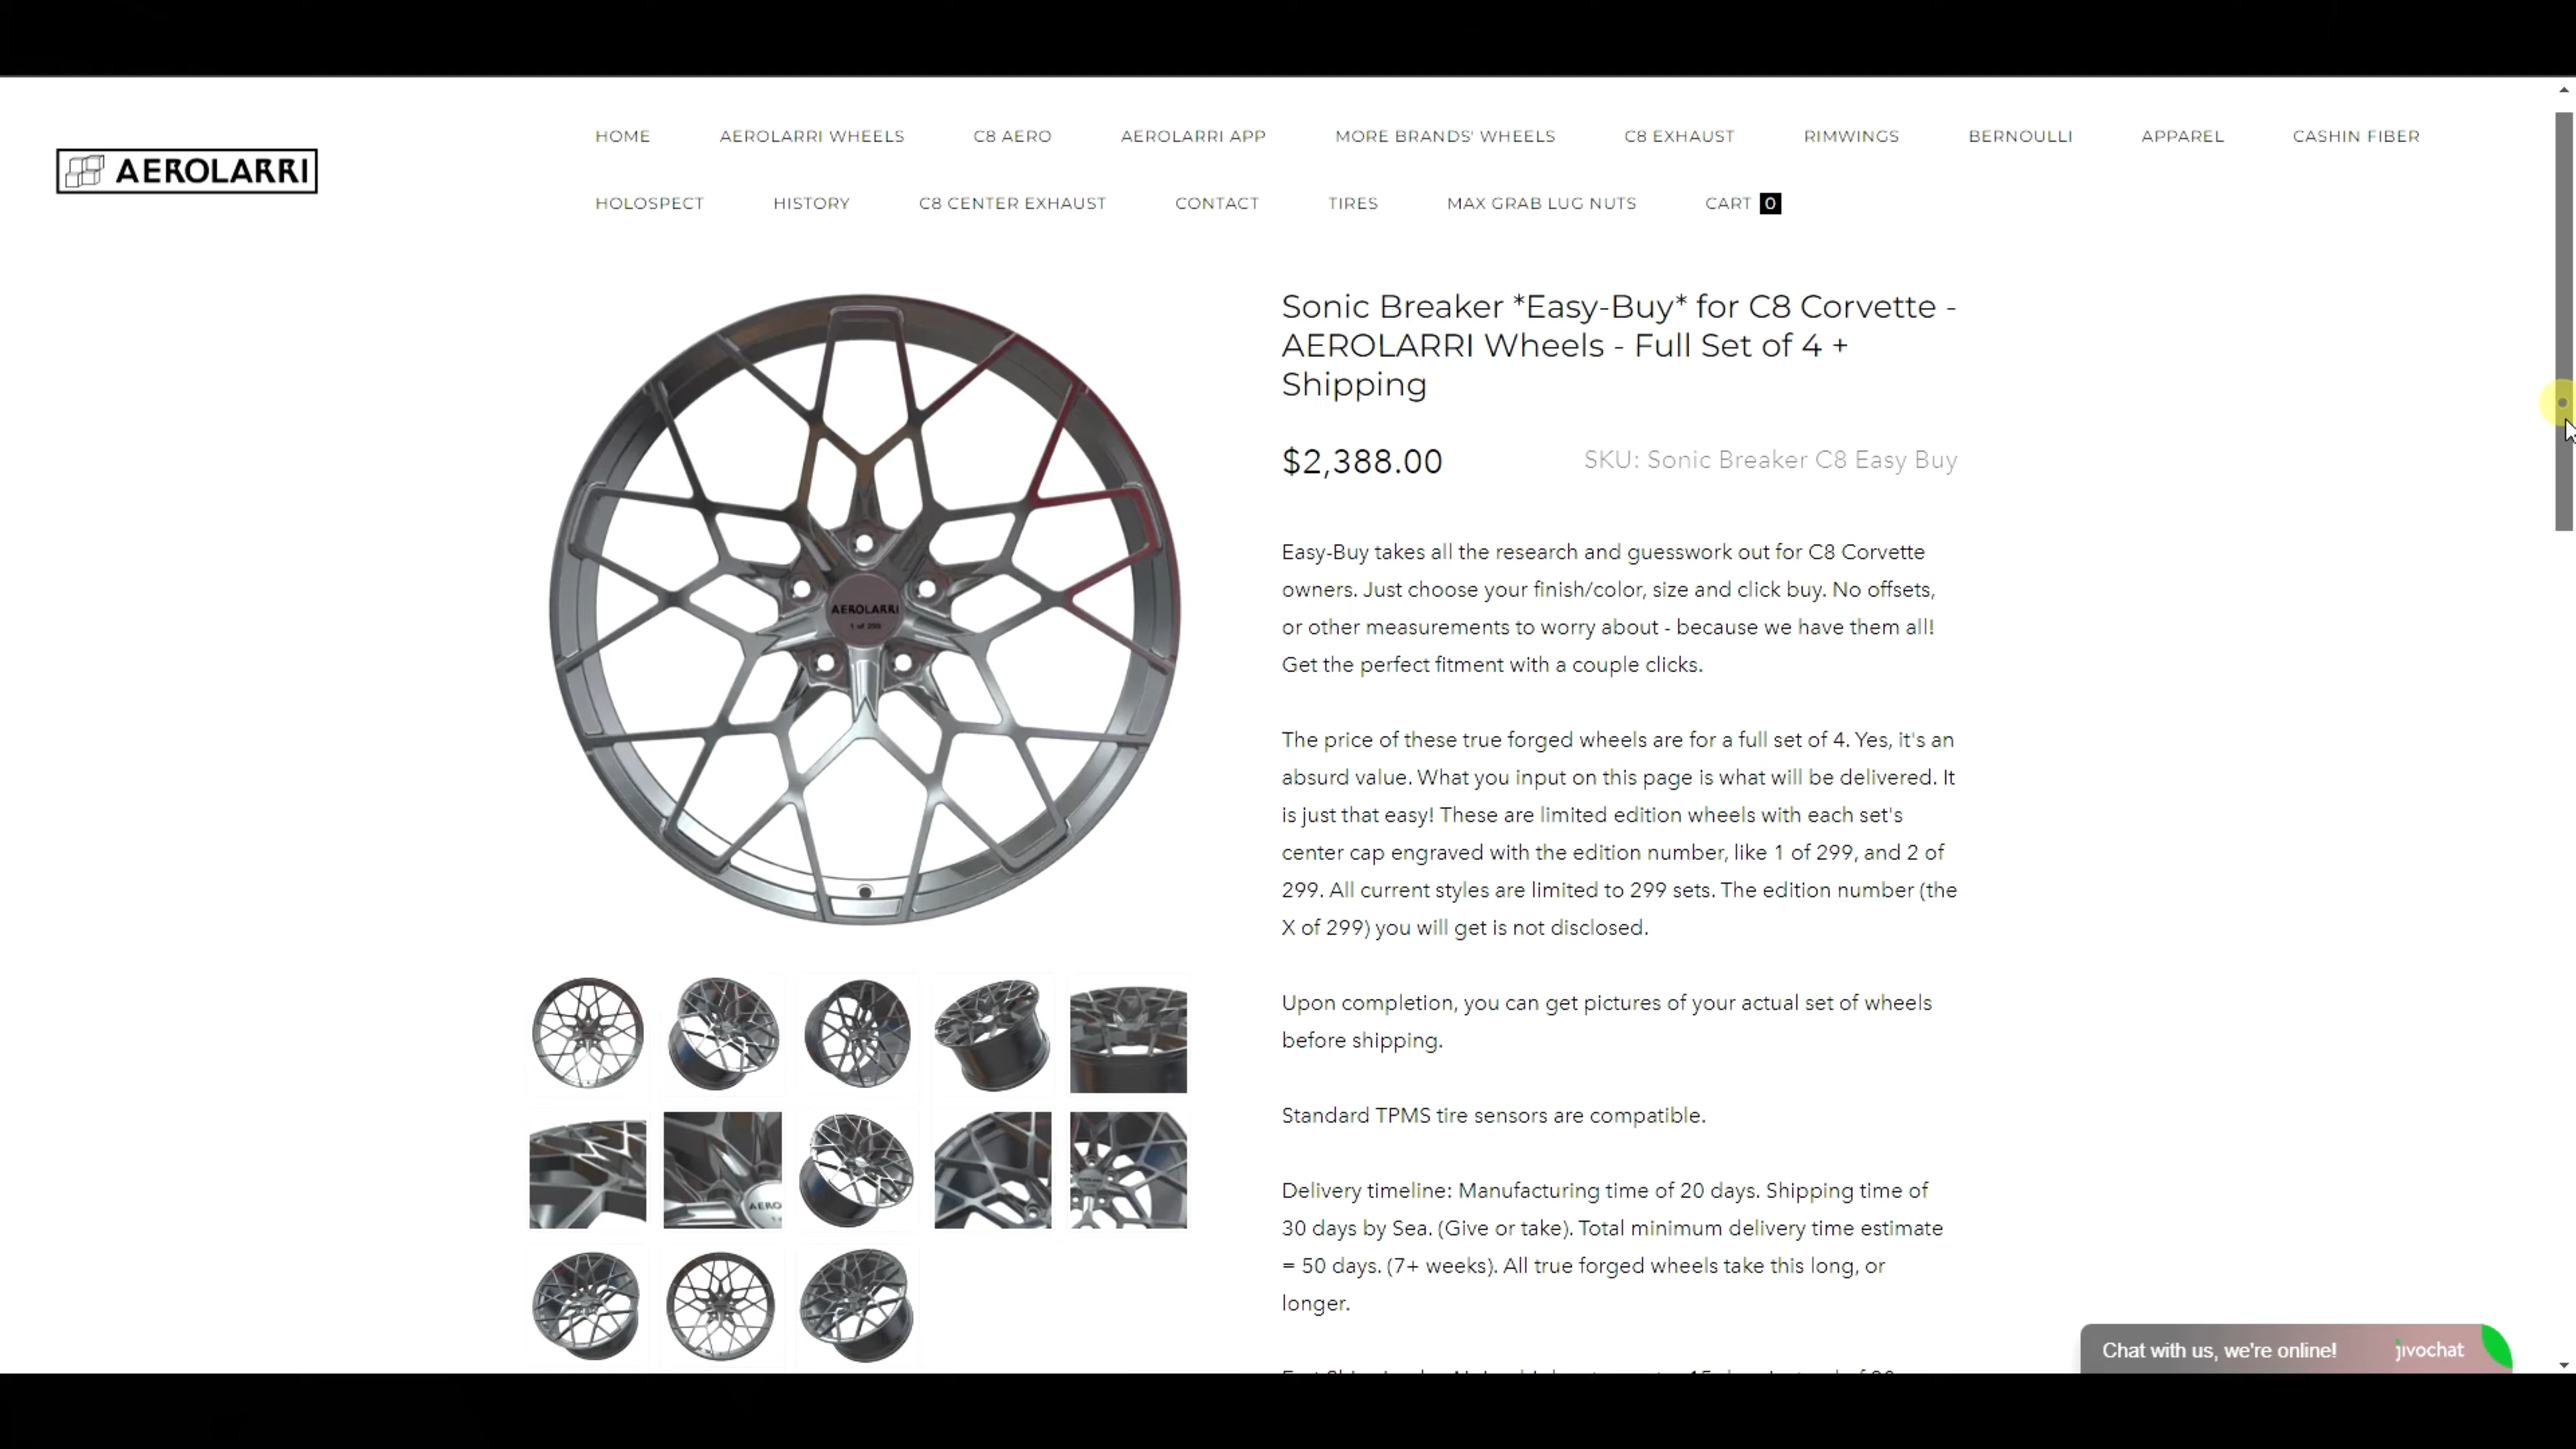 AEROLARRI
HOME AEROLARRI WHEELS C8 AERO AEROLARRI APP MORE BRANDS' WHEELS C8 EXHAUST RIMWINGS BERNOULLI APPAREL CASHIN FIBER
HOLOSPECT HISTORY C8 CENTER EXHAUST CONTACT TIRES MAX GRAB LUG NUTS CART 0
AEROLARRI
1 of 299
Sonic Breaker *Easy-Buy* for C8 Corvette -
AEROLARRI Wheels - Full Set of 4 +
Shipping
$2,388.00 SKU: Sonic Breaker C8 Easy Buy
Easy-Buy takes all the research and guesswork out for C8 Corvette
owners. Just choose your finish/color, size and click buy. No offsets,
or other measurements to worry about - because we have them all!
Get the perfect fitment with a couple clicks.
The price of these true forged wheels are for a full set of 4. Yes, it's an
absurd value. What you input on this page is what will be delivered. It
is just that easy! These are limited edition wheels with each set's
center cap engraved with the edition number, like 1 of 299, and 2 of
299. All current styles are limited to 299 sets. The edition number (the
X of 299) you will get is not disclosed.
Upon completion, you can get pictures of your actual set of wheels
before shipping.
Standard TPMS tire sensors are compatible.
Delivery timeline: Manufacturing time of 20 days. Shipping time of
30 days by Sea. (Give or take). Total minimum delivery time estimate
= 50 days. (7+ weeks). All true forged wheels take this long, or
longer.
Chat with us, we're online! jivochat